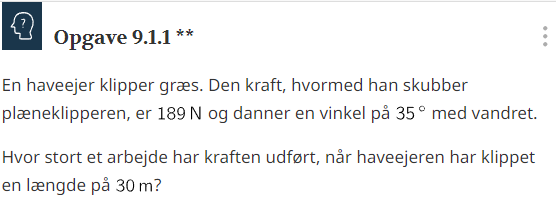 Opgave 9.1.1 **
En haveejer klipper græs. Den kraft, hvormed han skubber
plæneklipperen, er 189 N og danner en vinkel på 35° med vandret.
Hvor stort et arbejde har kraften udført, når haveejeren har klippet
en længde på 30 m?